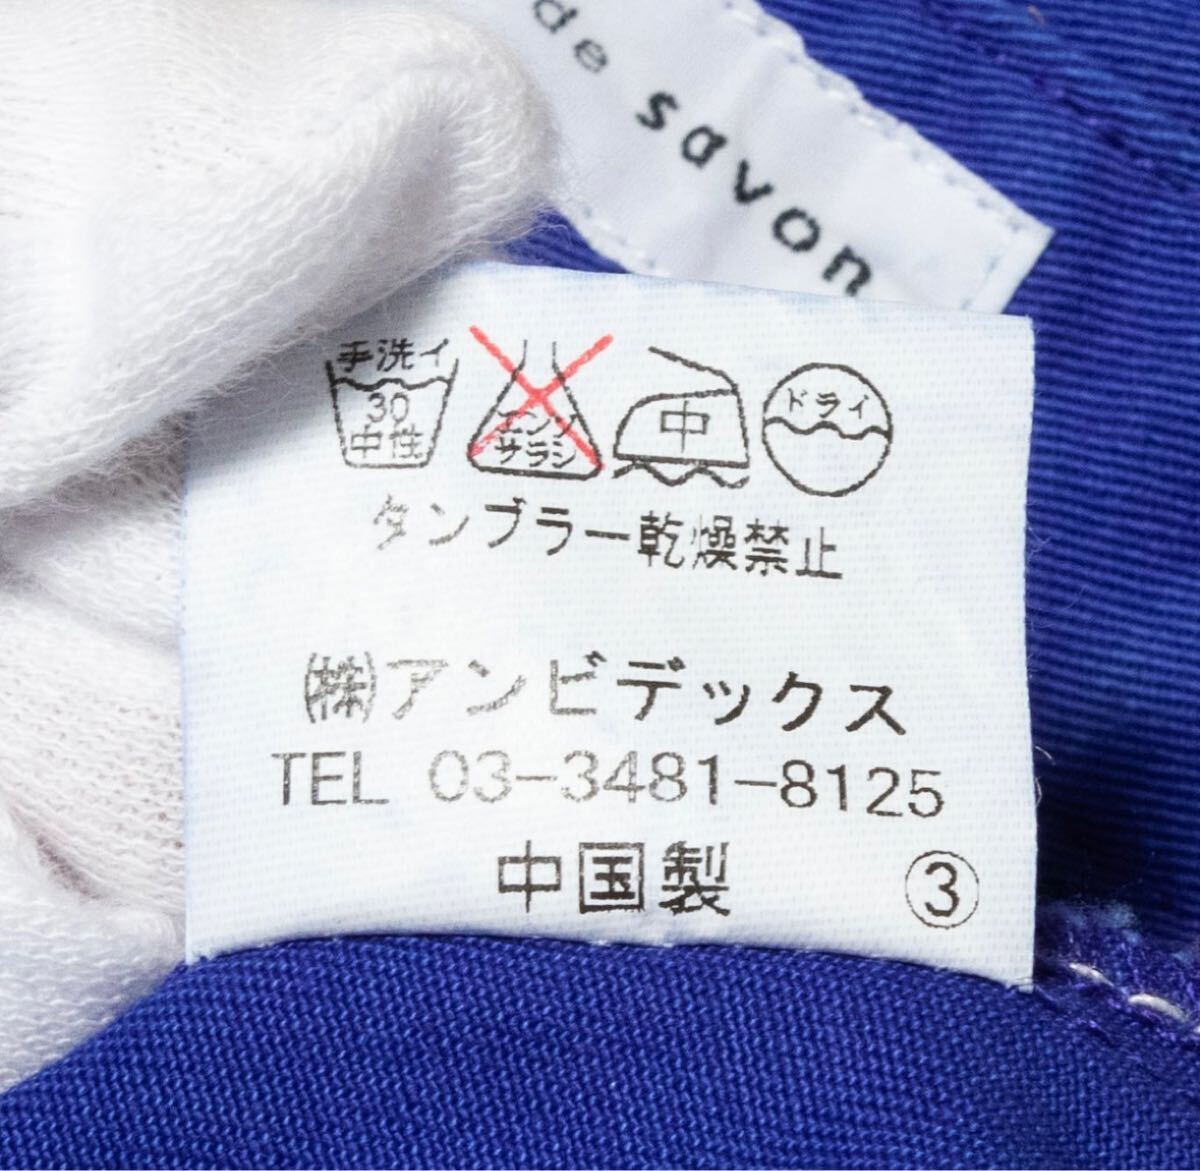 de savon
手洗イ
30
中性
エンソ
サラシ
中
ドライ
タンブラー乾燥禁止
㈱アンビデックス
TEL 03-3481-8125
中国製 ③